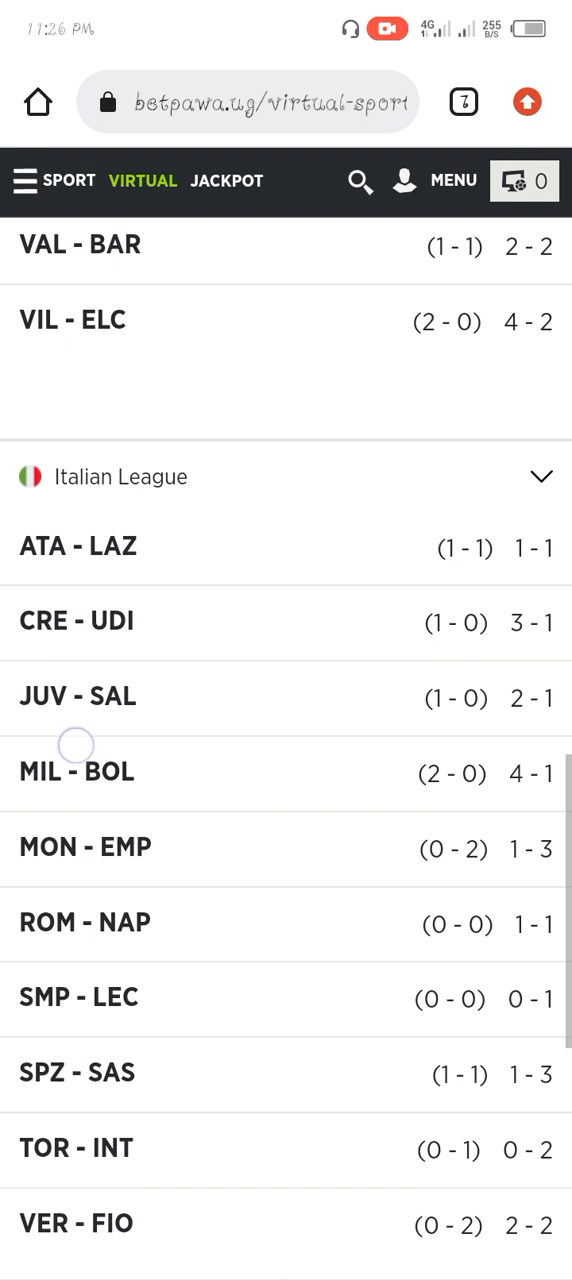 11:26 PM 4G 255 B/S
betpawa.ug/virtual-sport 7
SPORT VIRTUAL JACKPOT MENU 0
VAL - BAR (1 - 1) 2 - 2
VIL - ELC (2 - 0) 4 - 2
Italian League
ATA - LAZ (1 - 1) 1 - 1
CRE - UDI (1 - 0) 3 - 1
JUV - SAL (1 - 0) 2 - 1
MIL - BOL (2 - 0) 4 - 1
MON - EMP (0 - 2) 1 - 3
ROM - NAP (0 - 0) 1 - 1
SMP - LEC (0 - 0) 0 - 1
SPZ - SAS (1 - 1) 1 - 3
TOR - INT (0 - 1) 0 - 2
VER - FIO (0 - 2) 2 - 2